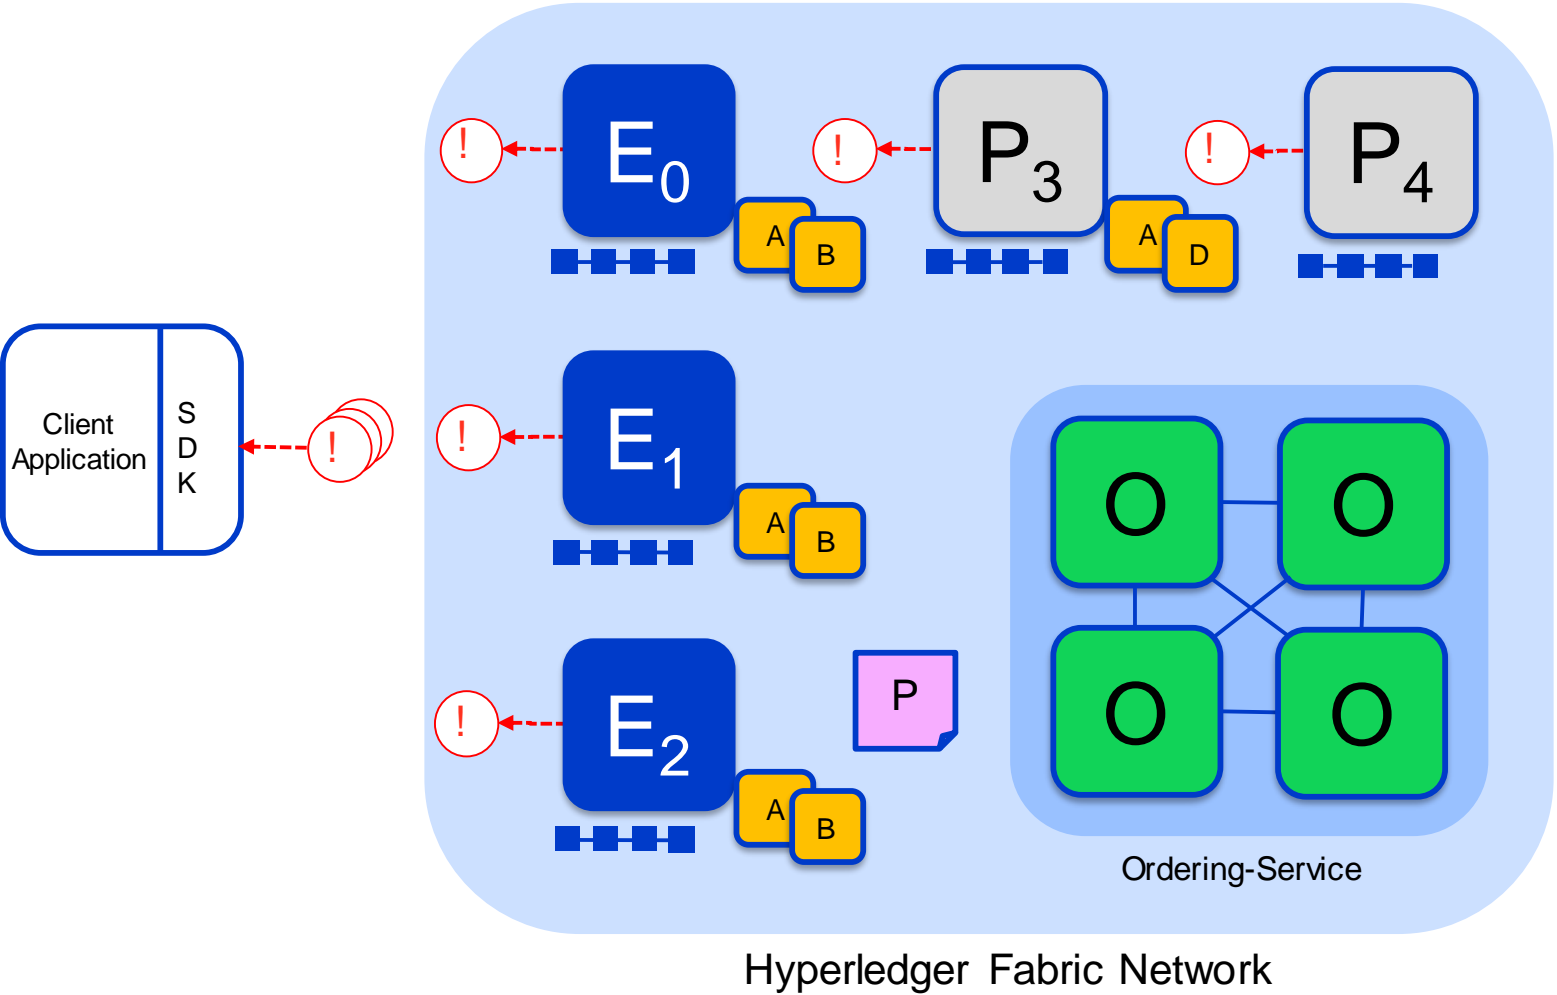 E0
!
P3
!
P4
!
A
B
A
D
Client
Application
S
D
K
!
E1
!
A
B
O
O
O
O
E2
!
P
A
B
Ordering-Service
Hyperledger Fabric Network